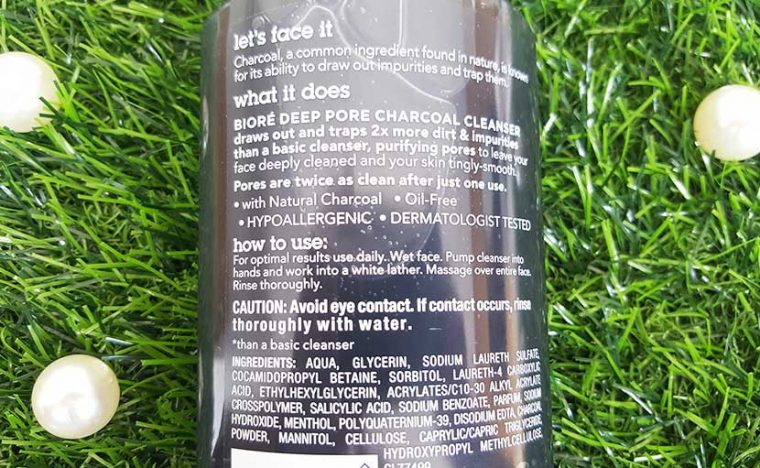 let's face it
Charcoal, a common ingredient found in nature, is known
for its ability to draw out impurities and trap them.
what it does
BIORÉ DEEP PORE CHARCOAL CLEANSER
draws out and traps 2x more dirt & impurities
than a basic cleanser, purifying pores to leave your
face deeply cleaned and your skin tingly-smooth.
Pores are twice as clean after just one use.
• with Natural Charcoal • Oil-Free
• HYPOALLERGENIC • DERMATOLOGIST TESTED
how to use:
For optimal results use daily. Wet face. Pump cleanser into
hands and work into a white lather. Massage over entire face.
Rinse thoroughly.
CAUTION: Avoid eye contact. If contact occurs, rinse
thoroughly with water.
*than a basic cleanser
INGREDIENTS: AQUA, GLYCERIN, SODIUM LAURETH SULFATE,
COCAMIDOPROPYL BETAINE, SORBITOL, LAURETH-4 CARBOXYLIC
ACID, ETHYLHEXYLGLYCERIN, ACRYLATES/C10-30 ALKYL ACRYLATE
CROSSPOLYMER, SALICYLIC ACID, SODIUM BENZOATE, PARFUM, SODIUM
HYDROXIDE, MENTHOL, POLYQUATERNIUM-39, DISODIUM EDTA, CHARCOAL
POWDER, MANNITOL, CELLULOSE, CAPRYLIC/CAPRIC TRIGLYCERIDE,
HYDROXYPROPYL METHYLCELLULOSE,
CI 77499